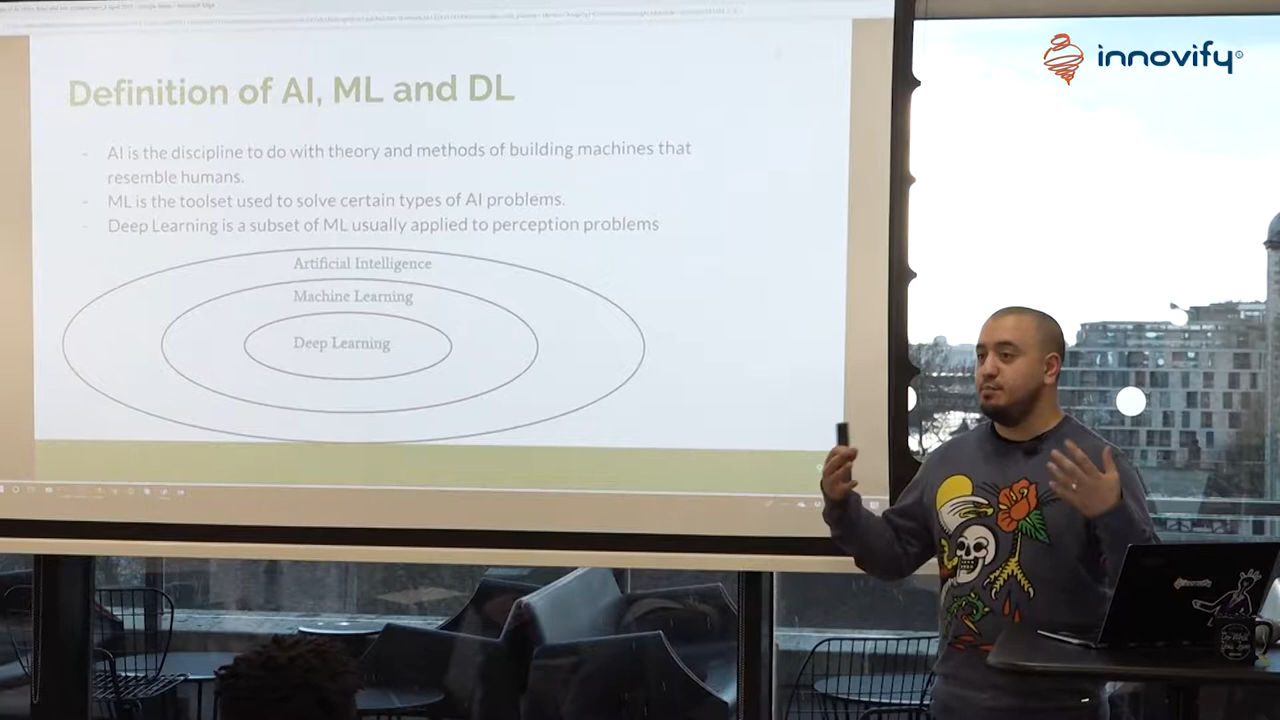 innovify
Definition of AI, ML and DL
- AI is the discipline to do with theory and methods of building machines that
resemble humans.
- ML is the toolset used to solve certain types of AI problems.
- Deep Learning is a subset of ML usually applied to perception problems
Artificial Intelligence
Machine Learning
Deep Learning